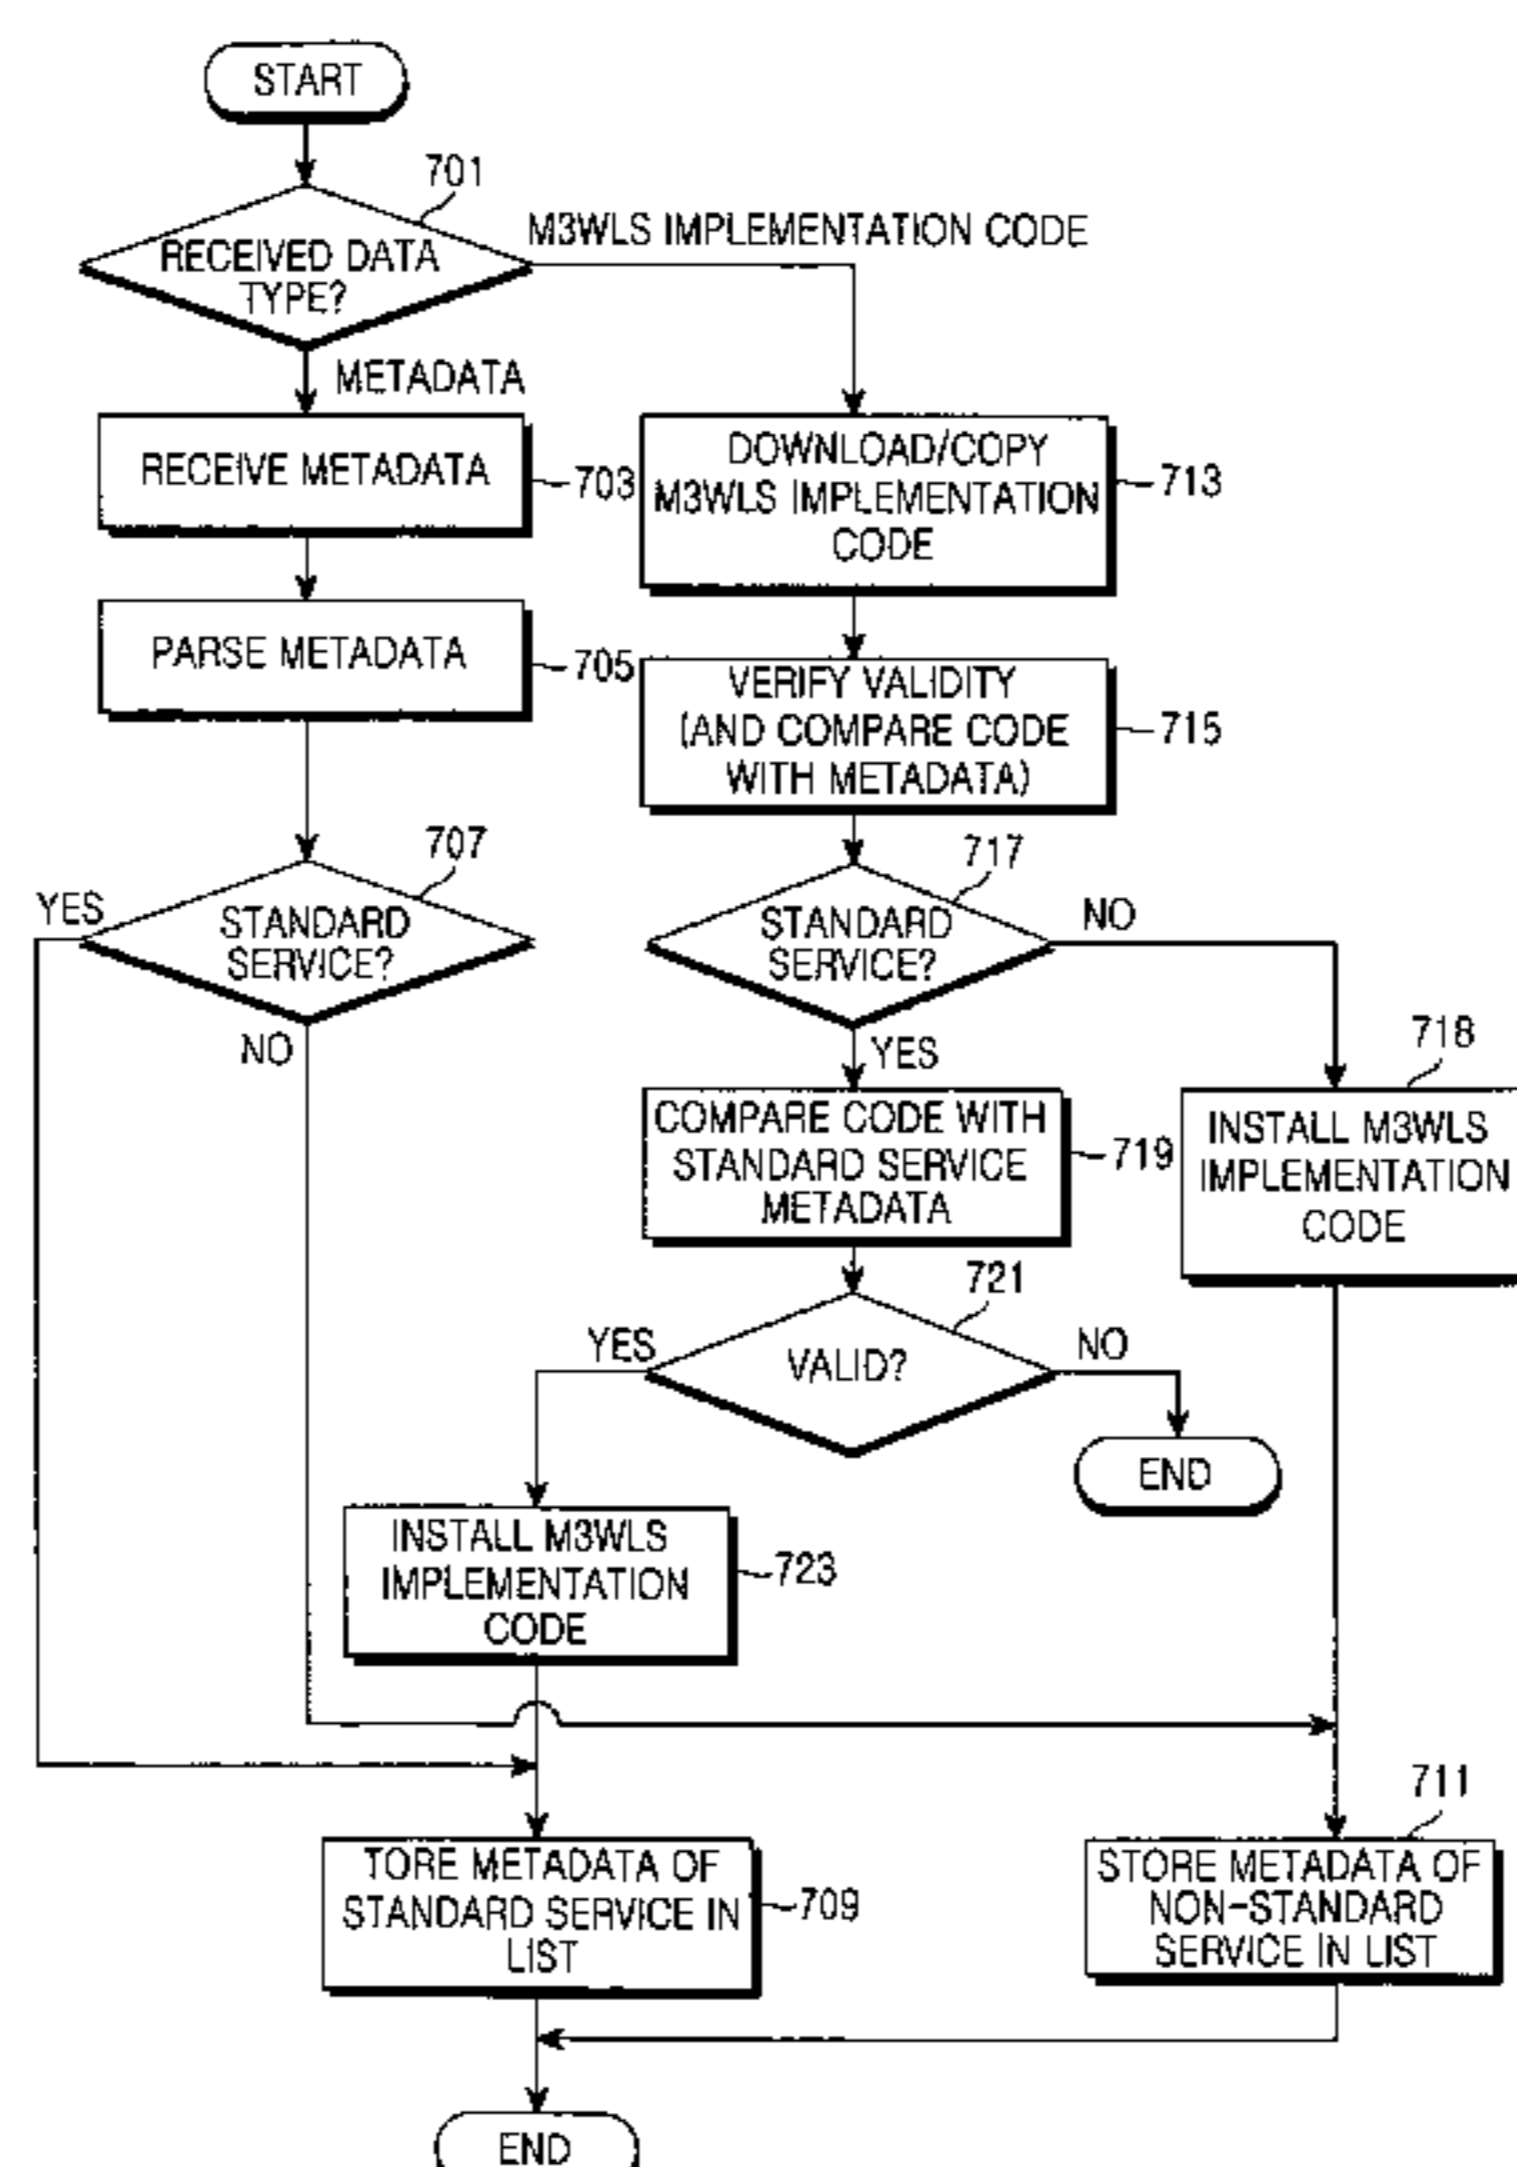 START
701
RECEIVED DATA
TYPE?
M3WLS IMPLEMENTATION CODE
METADATA
RECEIVE METADATA
703
DOWNLOAD/COPY
M3WLS IMPLEMENTATION
CODE
713
PARSE METADATA
705
VERIFY VALIDITY
(AND COMPARE CODE
WITH METADATA)
715
707
YES
STANDARD
SERVICE?
NO
717
STANDARD
SERVICE?
NO
YES
718
INSTALL M3WLS
IMPLEMENTATION
CODE
COMPARE CODE WITH
STANDARD SERVICE
METADATA
719
721
YES
VALID?
NO
END
INSTALL M3WLS
IMPLEMENTATION
CODE
723
711
TORE METADATA OF
STANDARD SERVICE IN
LIST
709
STORE METADATA OF
NON-STANDARD
SERVICE IN LIST
END